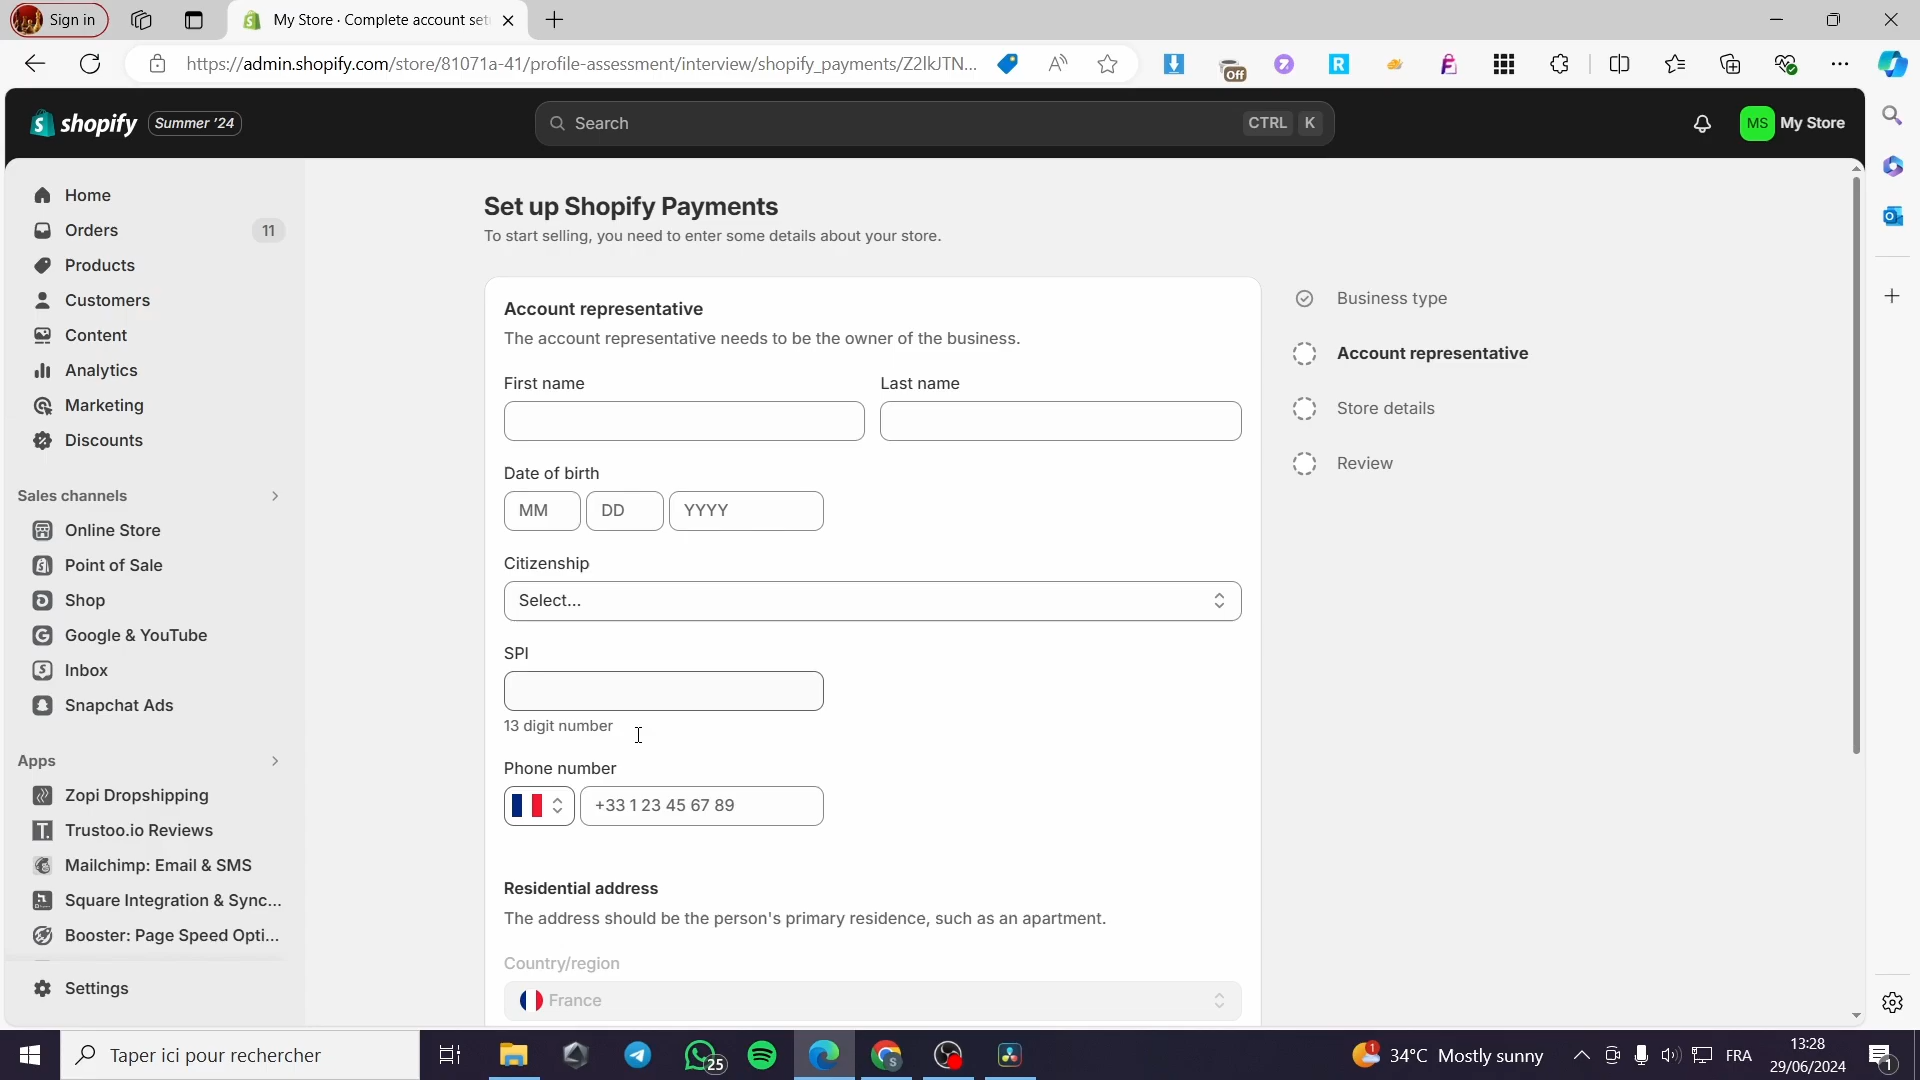 Sign in
My Store · Complete account set
https://admin.shopify.com/store/81071a-41/profile-assessment/interview/shopify_payments/Z2lkJTN...
Off
shopify
Summer '24
Search
CTRL K
MS
My Store
Home
Orders
11
Products
Customers
Content
Analytics
Marketing
Discounts
Sales channels
Online Store
Point of Sale
Shop
Google & YouTube
Inbox
Snapchat Ads
Apps
Zopi Dropshipping
Trustoo.io Reviews
Mailchimp: Email & SMS
Square Integration & Sync...
Booster: Page Speed Opti...
Settings
Set up Shopify Payments
To start selling, you need to enter some details about your store.
Account representative
The account representative needs to be the owner of the business.
First name
Last name
Date of birth
MM
DD
YYYY
Citizenship
Select...
SPI
13 digit number
Phone number
+33 1 23 45 67 89
Residential address
The address should be the person's primary residence, such as an apartment.
Country/region
France
Business type
Account representative
Store details
Review
Taper ici pour rechercher
25
34°C Mostly sunny
FRA
13:28
29/06/2024
1